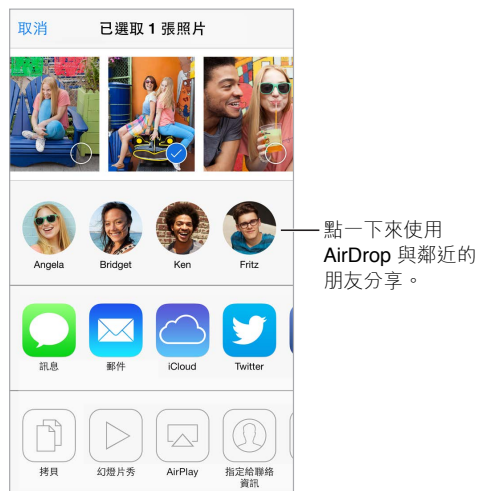 取消
已選取 1 張照片
Angela
Bridget
Ken
Fritz
點一下來使用
AirDrop 與鄰近的
朋友分享。
訊息
郵件
iCloud
Twitter
拷貝
幻燈片秀
AirPlay
指定給聯絡
資訊